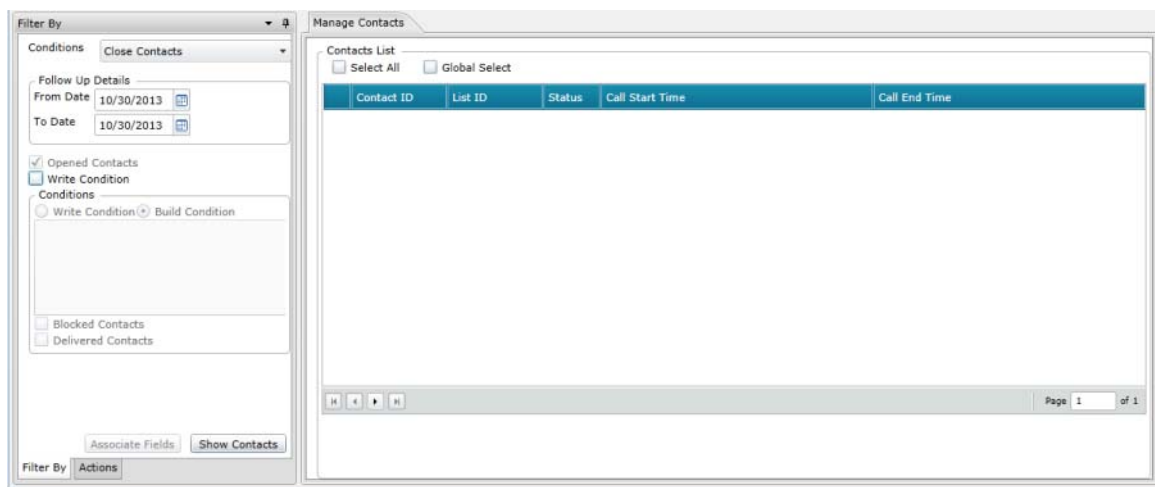 Filter By
Conditions Close Contacts
Follow Up Details
From Date 10/30/2013
To Date 10/30/2013
Opened Contacts
Write Condition
Conditions
Write Condition Build Condition
Blocked Contacts
Delivered Contacts
Associate Fields Show Contacts
Filter By Actions
Manage Contacts
Contacts List
Select All Global Select
Contact ID List ID Status Call Start Time Call End Time
Page 1 of 1